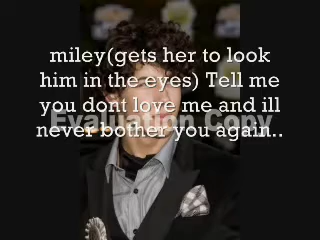 miley(gets her to look
him in the eyes) Tell me
you dont love me and ill
never bother you again..
Evaluation Copy